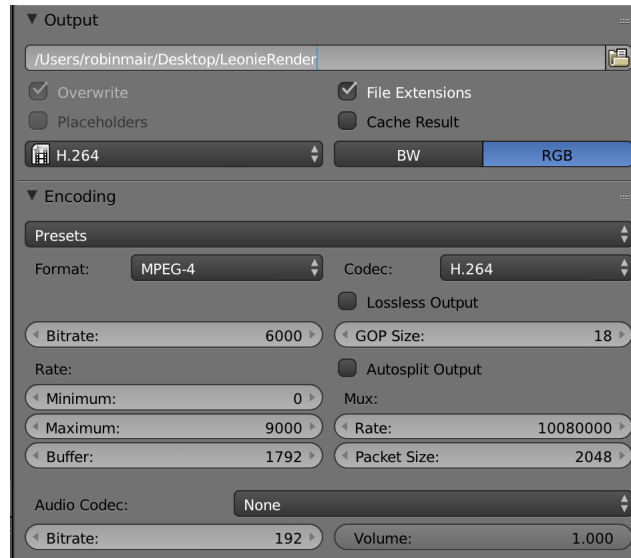 Output
/Users/robinmair/Desktop/LeonieRender
Overwrite
File Extensions
Placeholders
Cache Result
H.264
BW
RGB
Encoding
Presets
Format:
MPEG-4
Codec:
H.264
Lossless Output
Bitrate:
6000
GOP Size:
18
Rate:
Autosplit Output
Minimum:
0
Mux:
Maximum:
9000
Rate:
10080000
Buffer:
1792
Packet Size:
2048
Audio Codec:
None
Bitrate:
192
Volume:
1.000